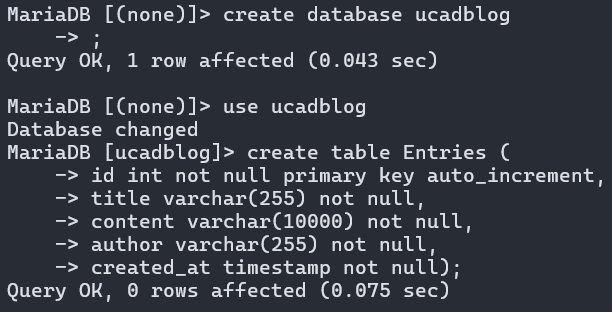 MariaDB [(none)]> create database ucadblog
    -> ;
Query OK, 1 row affected (0.043 sec)

MariaDB [(none)]> use ucadblog
Database changed
MariaDB [ucadblog]> create table Entries (
    -> id int not null primary key auto_increment,
    -> title varchar(255) not null,
    -> content varchar(10000) not null,
    -> author varchar(255) not null,
    -> created_at timestamp not null);
Query OK, 0 rows affected (0.075 sec)